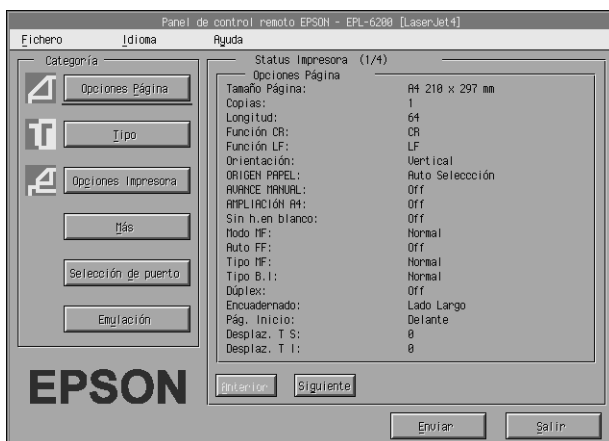 Panel de control remoto EPSON - EPL-6200 [LaserJet4]
Fichero Idioma Ayuda
Categoría
Opciones Página
Tipo
Opciones Impresora
Más
Selección de puerto
Emulación
EPSON
Status Impresora (1/4)
Opciones Página
Tamaño Página: A4 210 x 297 mm
Copias: 1
Longitud: 64
Función CR: CR
Función LF: LF
Orientación: Vertical
ORIGEN PAPEL: Auto Seleccción
AVANCE MANUAL: Off
AMPLIACIóN A4: Off
Sin h.en blanco: Off
Modo MF: Normal
Auto FF: Off
Tipo MF: Normal
Tipo B.I: Normal
Dúplex: Off
Encuadernado: Lado Largo
Pág. Inicio: Delante
Desplaz. T S: 0
Desplaz. T I: 0
Anterior Siguiente
Enviar Salir